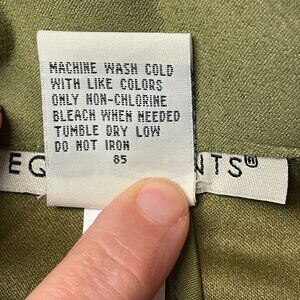 MACHINE WASH COLD
WITH LIKE COLORS
ONLY NON-CHLORINE
BLEACH WHEN NEEDED
TUMBLE DRY LOW
DO NOT IRON
85